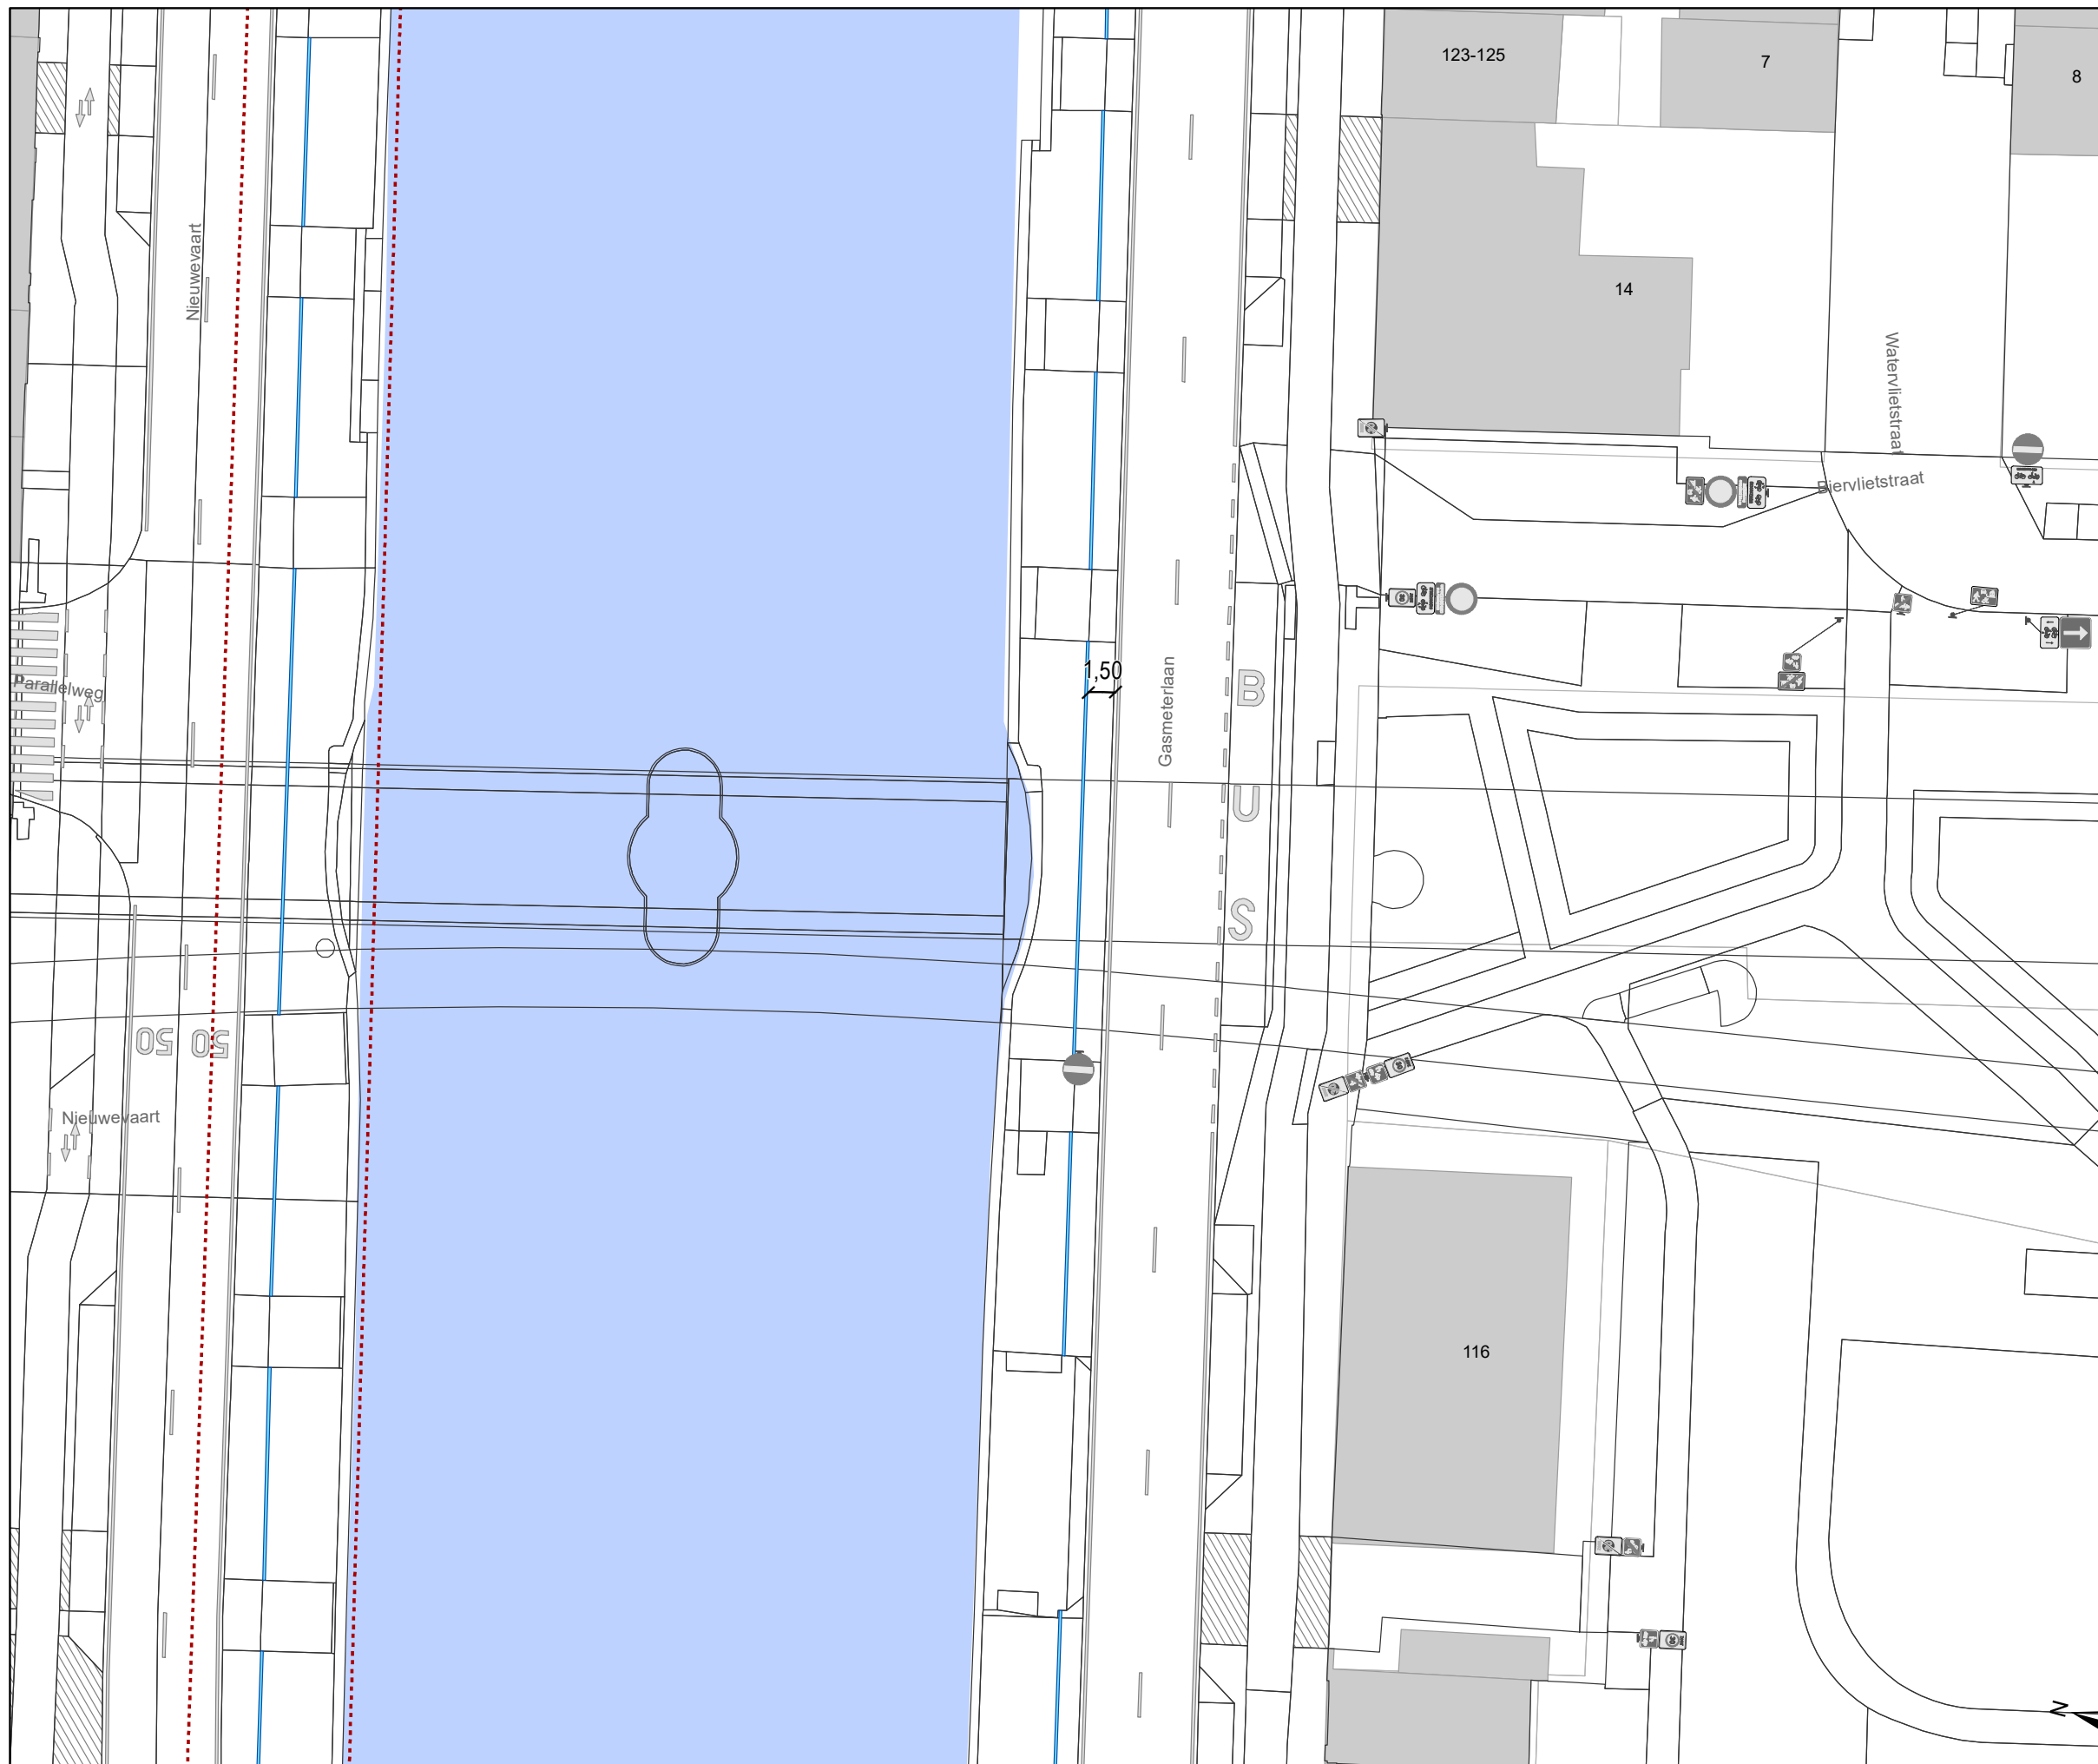 123-125
7
8
Nieuwevaart
14
Watervlietstraat
Biervlietstraat
1,50
Gasmeterlaan
Parallelweg
B
U
S
50 50
Nieuwevaart
116
N